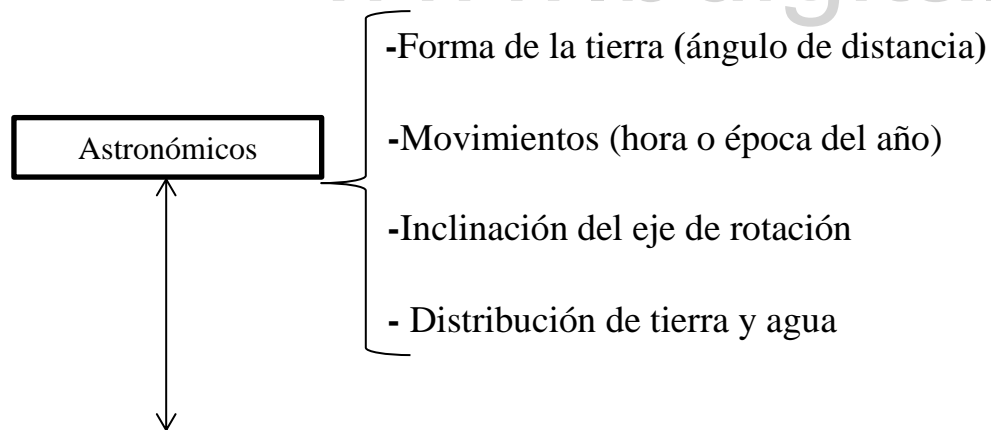 -Forma de la tierra (ángulo de distancia)
Astronómicos
-Movimientos (hora o época del año)
-Inclinación del eje de rotación
- Distribución de tierra y agua